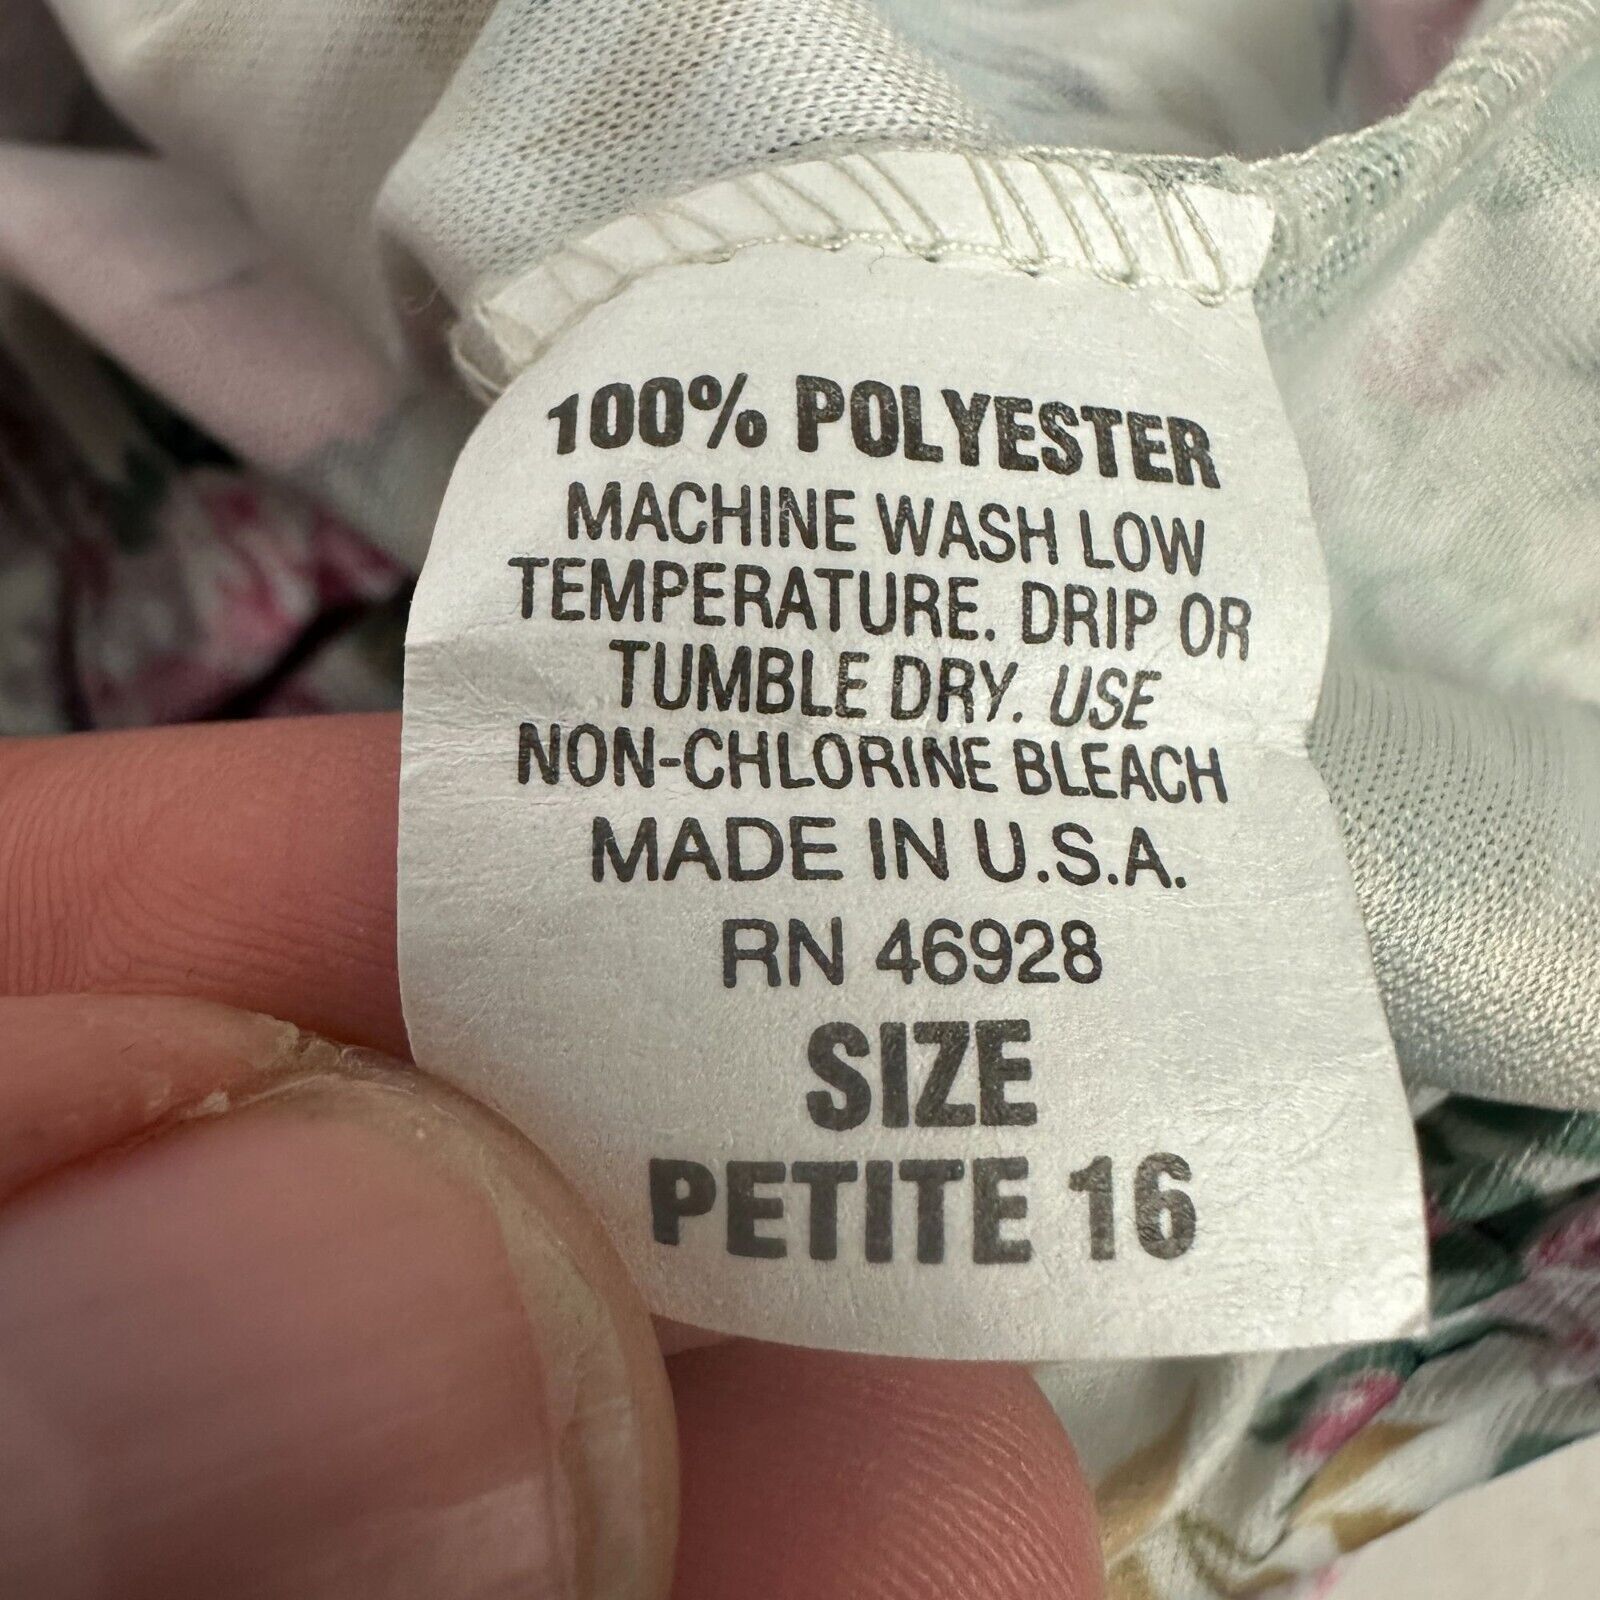 100% POLYESTER
MACHINE WASH LOW
TEMPERATURE. DRIP OR
TUMBLE DRY. USE
NON-CHLORINE BLEACH
MADE IN U.S.A.
RN 46928
SIZE
PETITE 16